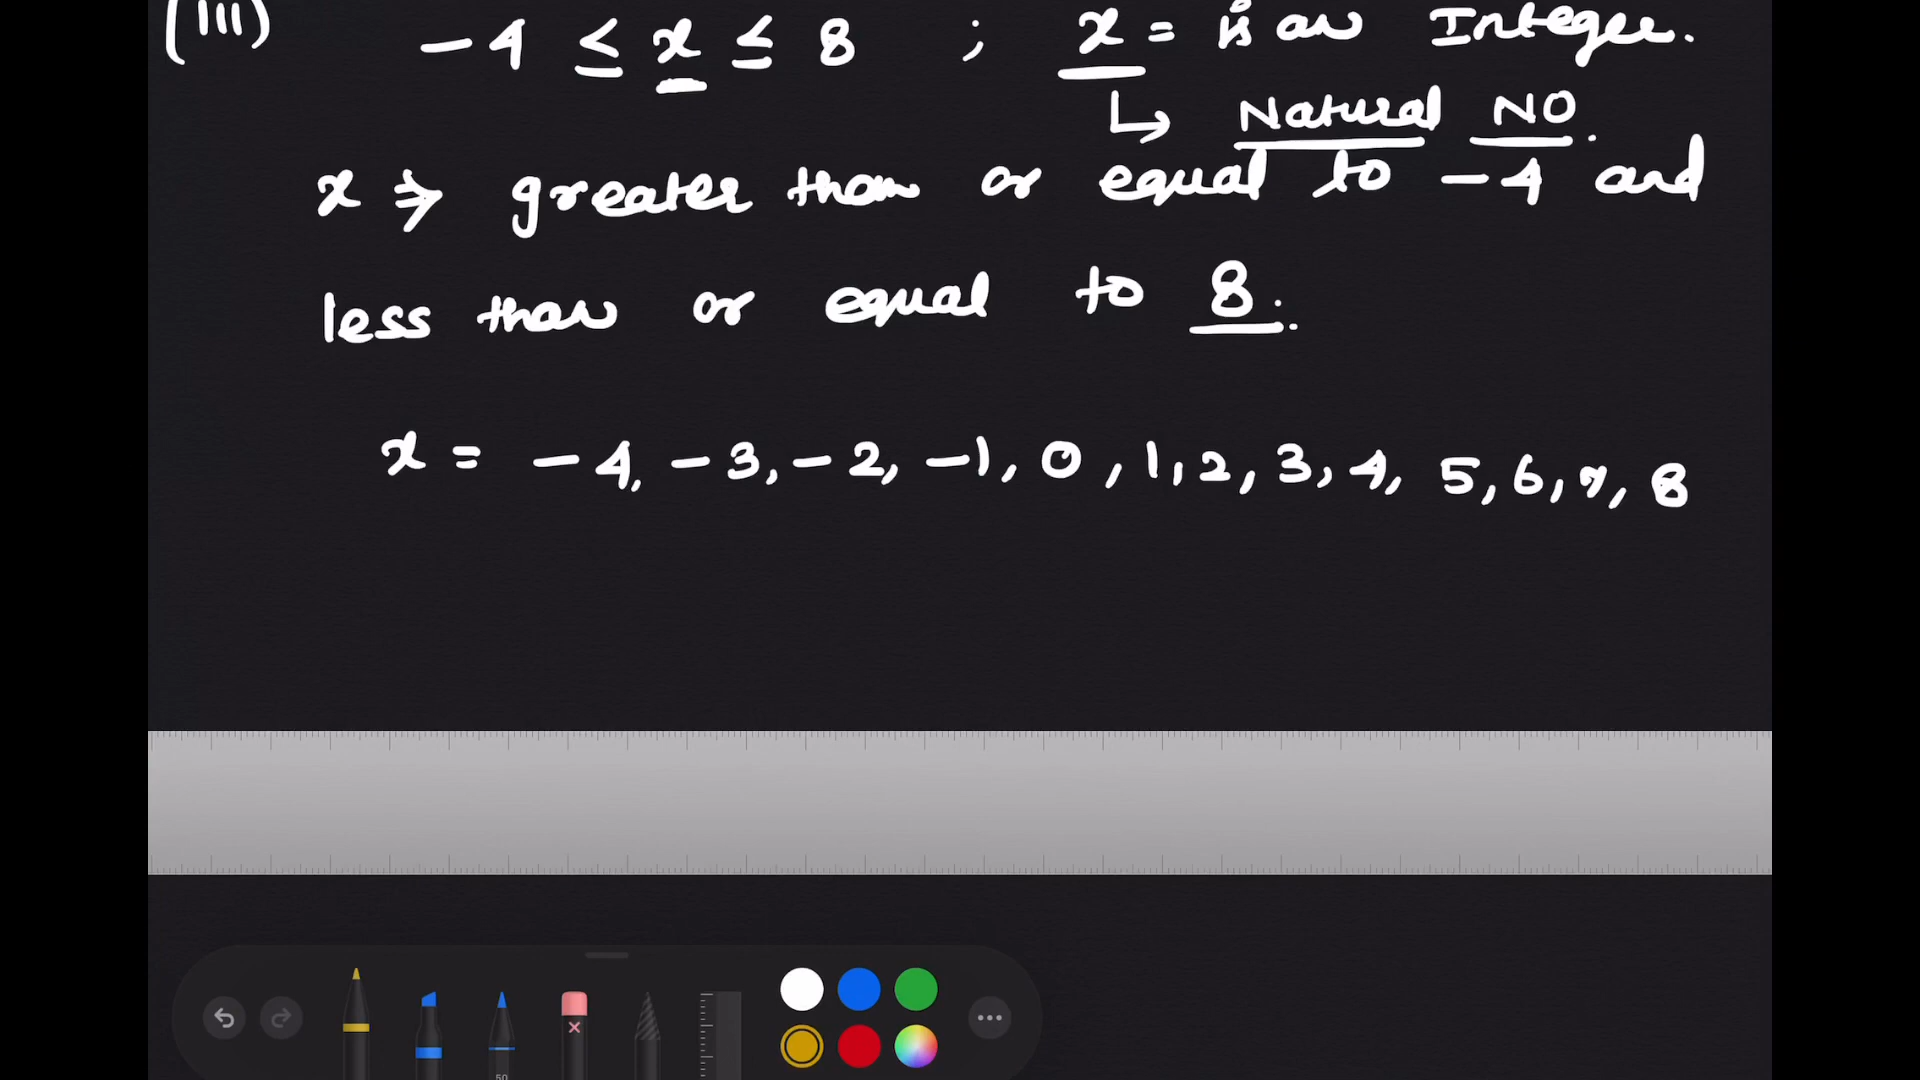 (iii) -4 ≤ x ≤ 8 ; x = is an Integer.
↳ Natural NO.
x ⇒ greater than or equal to -4 and
less than or equal to 8.
x = -4, -3, -2, -1, 0, 1, 2, 3, 4, 5, 6, 7, 8
50